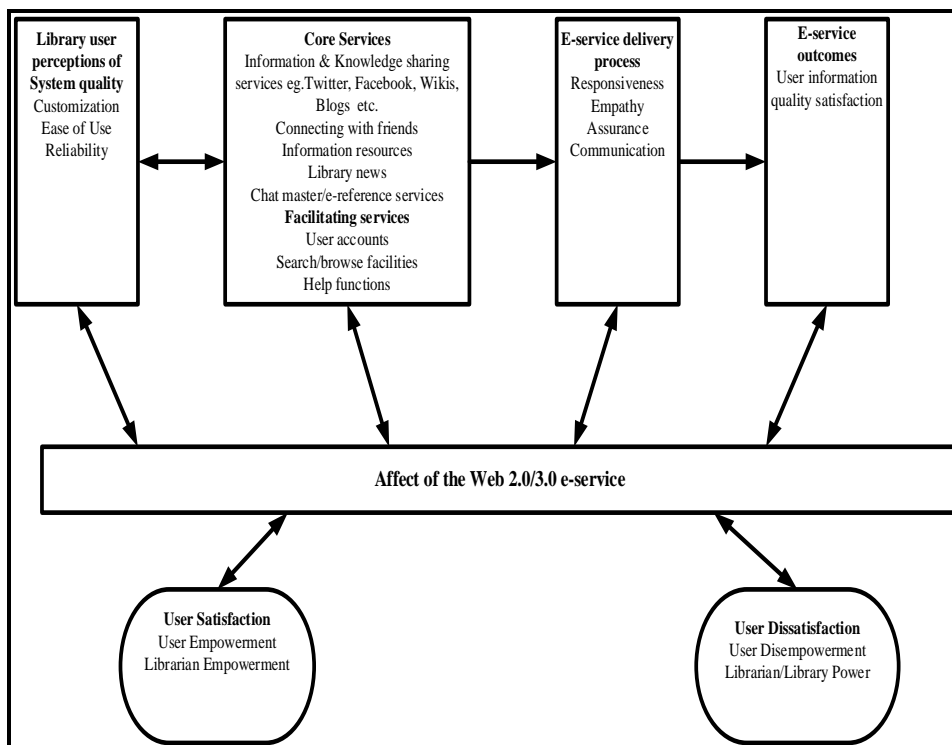 Library user
perceptions of
System quality
Customization
Ease of Use
Reliability
Core Services
Information & Knowledge sharing
services eg.Twitter, Facebook, Wikis,
Blogs etc.
Connecting with friends
Information resources
Library news
Chat master/e-reference services
Facilitating services
User accounts
Search/browse facilities
Help functions
E-service delivery
process
Responsiveness
Empathy
Assurance
Communication
E-service
outcomes
User information
quality satisfaction
Affect of the Web 2.0/3.0 e-service
User Satisfaction
User Empowerment
Librarian Empowerment
User Dissatisfaction
User Disempowerment
Librarian/Library Power